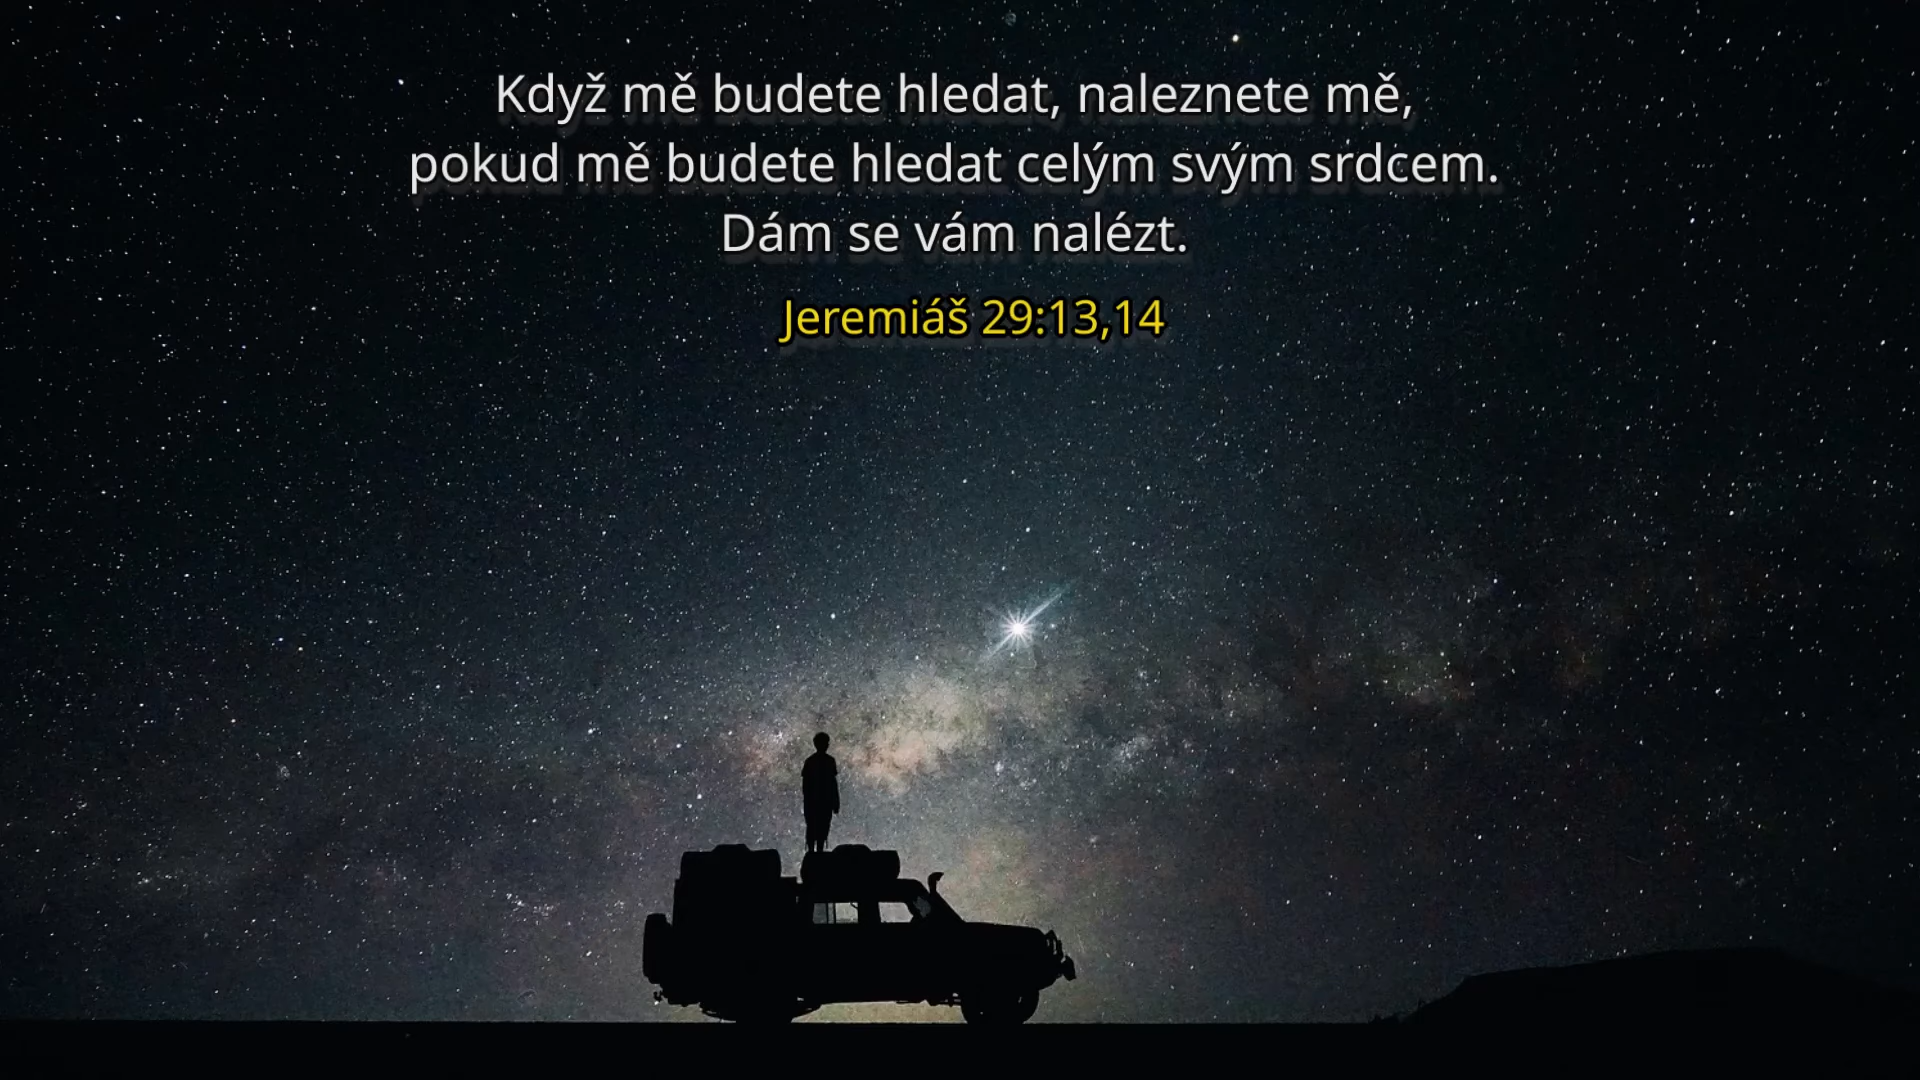 Když mě budete hledat, naleznete mě,
pokud mě budete hledat celým svým srdcem.
Dám se vám nalézt.
Jeremiáš 29:13,14